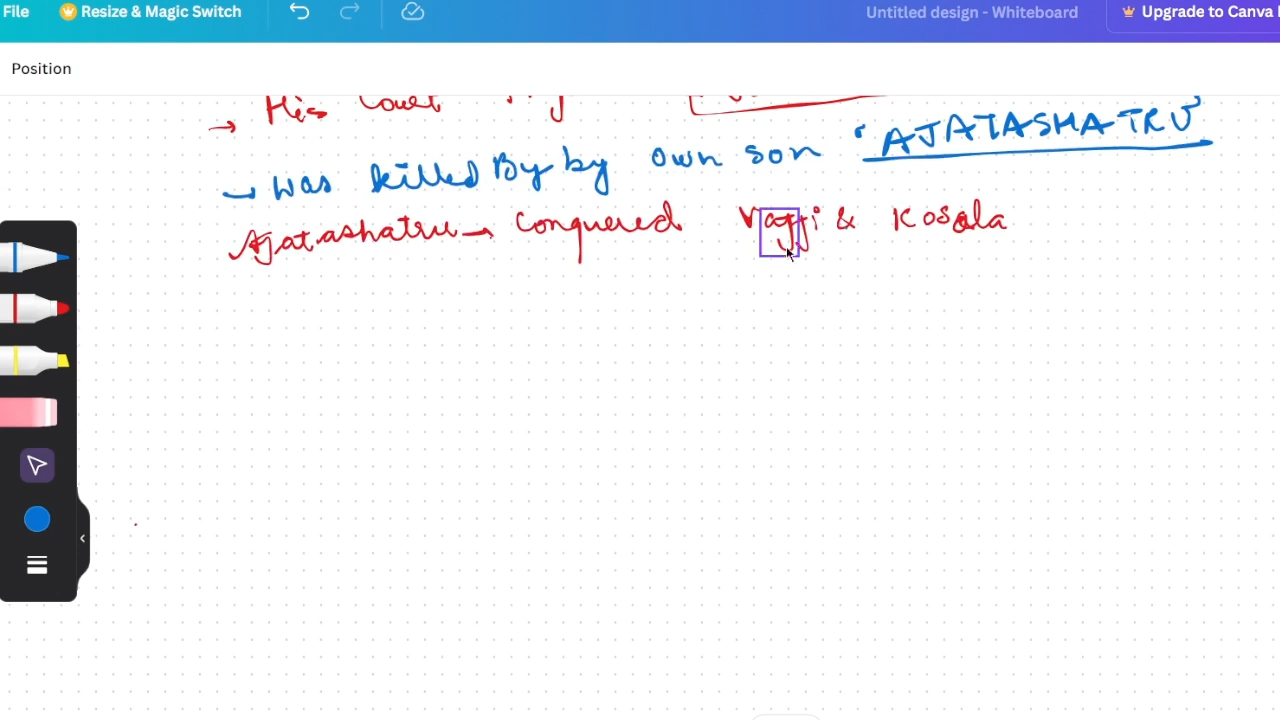 File Resize & Magic Switch Untitled design - Whiteboard Upgrade to Canva
Position
→ His Court
→ was killed By by own son ‘AJATASHATRU’
Ajatashatru → Conquered Vajji & Kosala